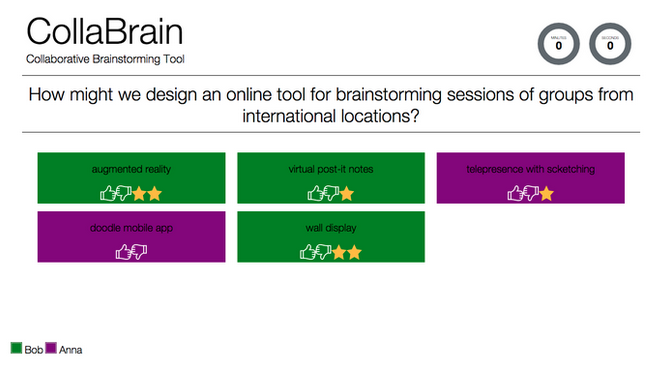 CollaBrain
Collaborative Brainstorming Tool
MINUTES
0
SECONDS
0
How might we design an online tool for brainstorming sessions of groups from
international locations?
augmented reality
virtual post-it notes
telepresence with scketching
doodle mobile app
wall display
Bob
Anna